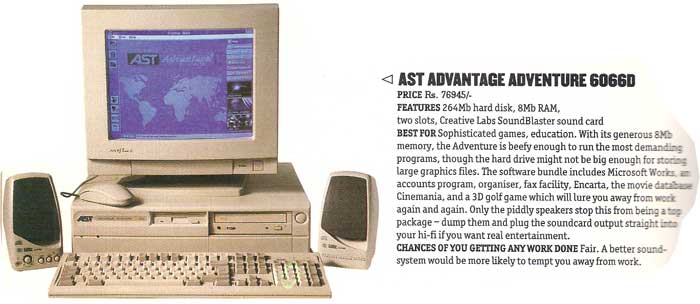 AST Adventure!
AST
◁ AST ADVANTAGE ADVENTURE 6066D
PRICE Rs. 76945/-
FEATURES 264Mb hard disk, 8Mb RAM,
two slots, Creative Labs SoundBlaster sound card
BEST FOR Sophisticated games, education. With its generous 8Mb
memory, the Adventure is beefy enough to run the most demanding
programs, though the hard drive might not be big enough for storing
large graphics files. The software bundle includes Microsoft Works, an
accounts program, organiser, fax facility, Encarta, the movie database
Cinemania, and a 3D golf game which will lure you away from work
again and again. Only the piddly speakers stop this from being a top
package – dump them and plug the soundcard output straight into
your hi-fi if you want real entertainment.
CHANCES OF YOU GETTING ANY WORK DONE Fair. A better sound-
system would be more likely to tempt you away from work.